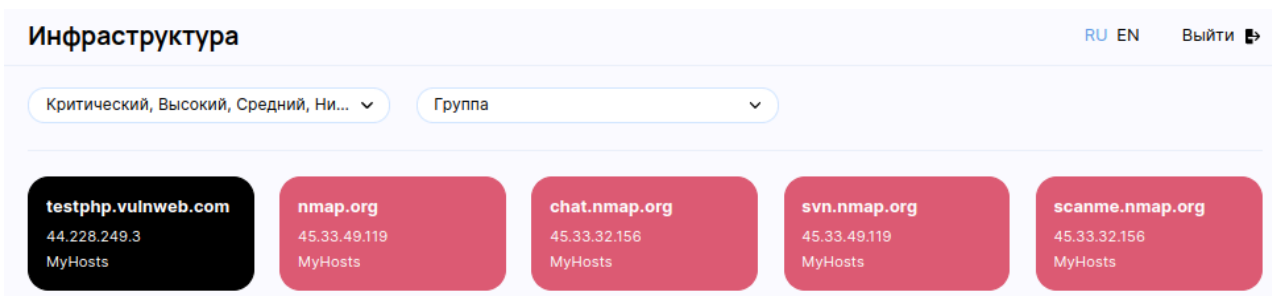 Инфраструктура
RU EN Выйти
Критический, Высокий, Средний, Ни...
Группа
testphp.vulnweb.com
44.228.249.3
MyHosts
nmap.org
45.33.49.119
MyHosts
chat.nmap.org
45.33.32.156
MyHosts
svn.nmap.org
45.33.49.119
MyHosts
scanme.nmap.org
45.33.32.156
MyHosts